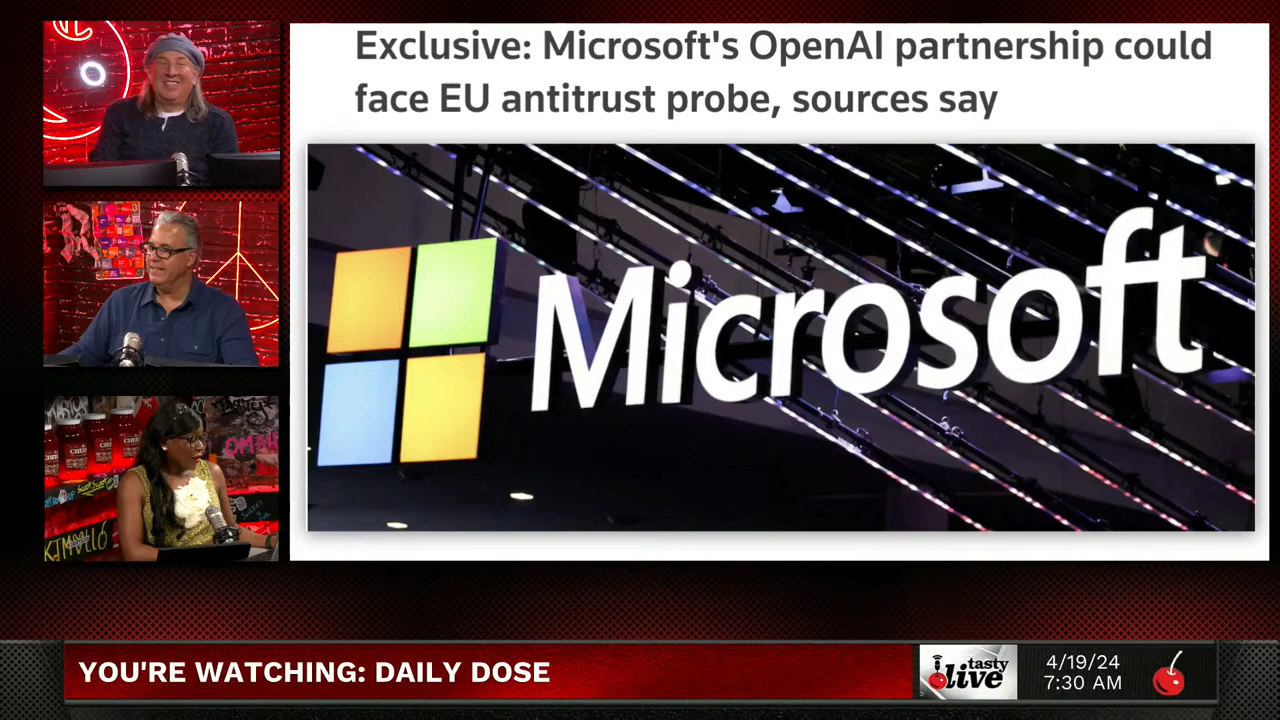 Exclusive: Microsoft's OpenAI partnership could
face EU antitrust probe, sources say
Microsoft
OMNI
YOU'RE WATCHING: DAILY DOSE
tasty
live
4/19/24
7:30 AM